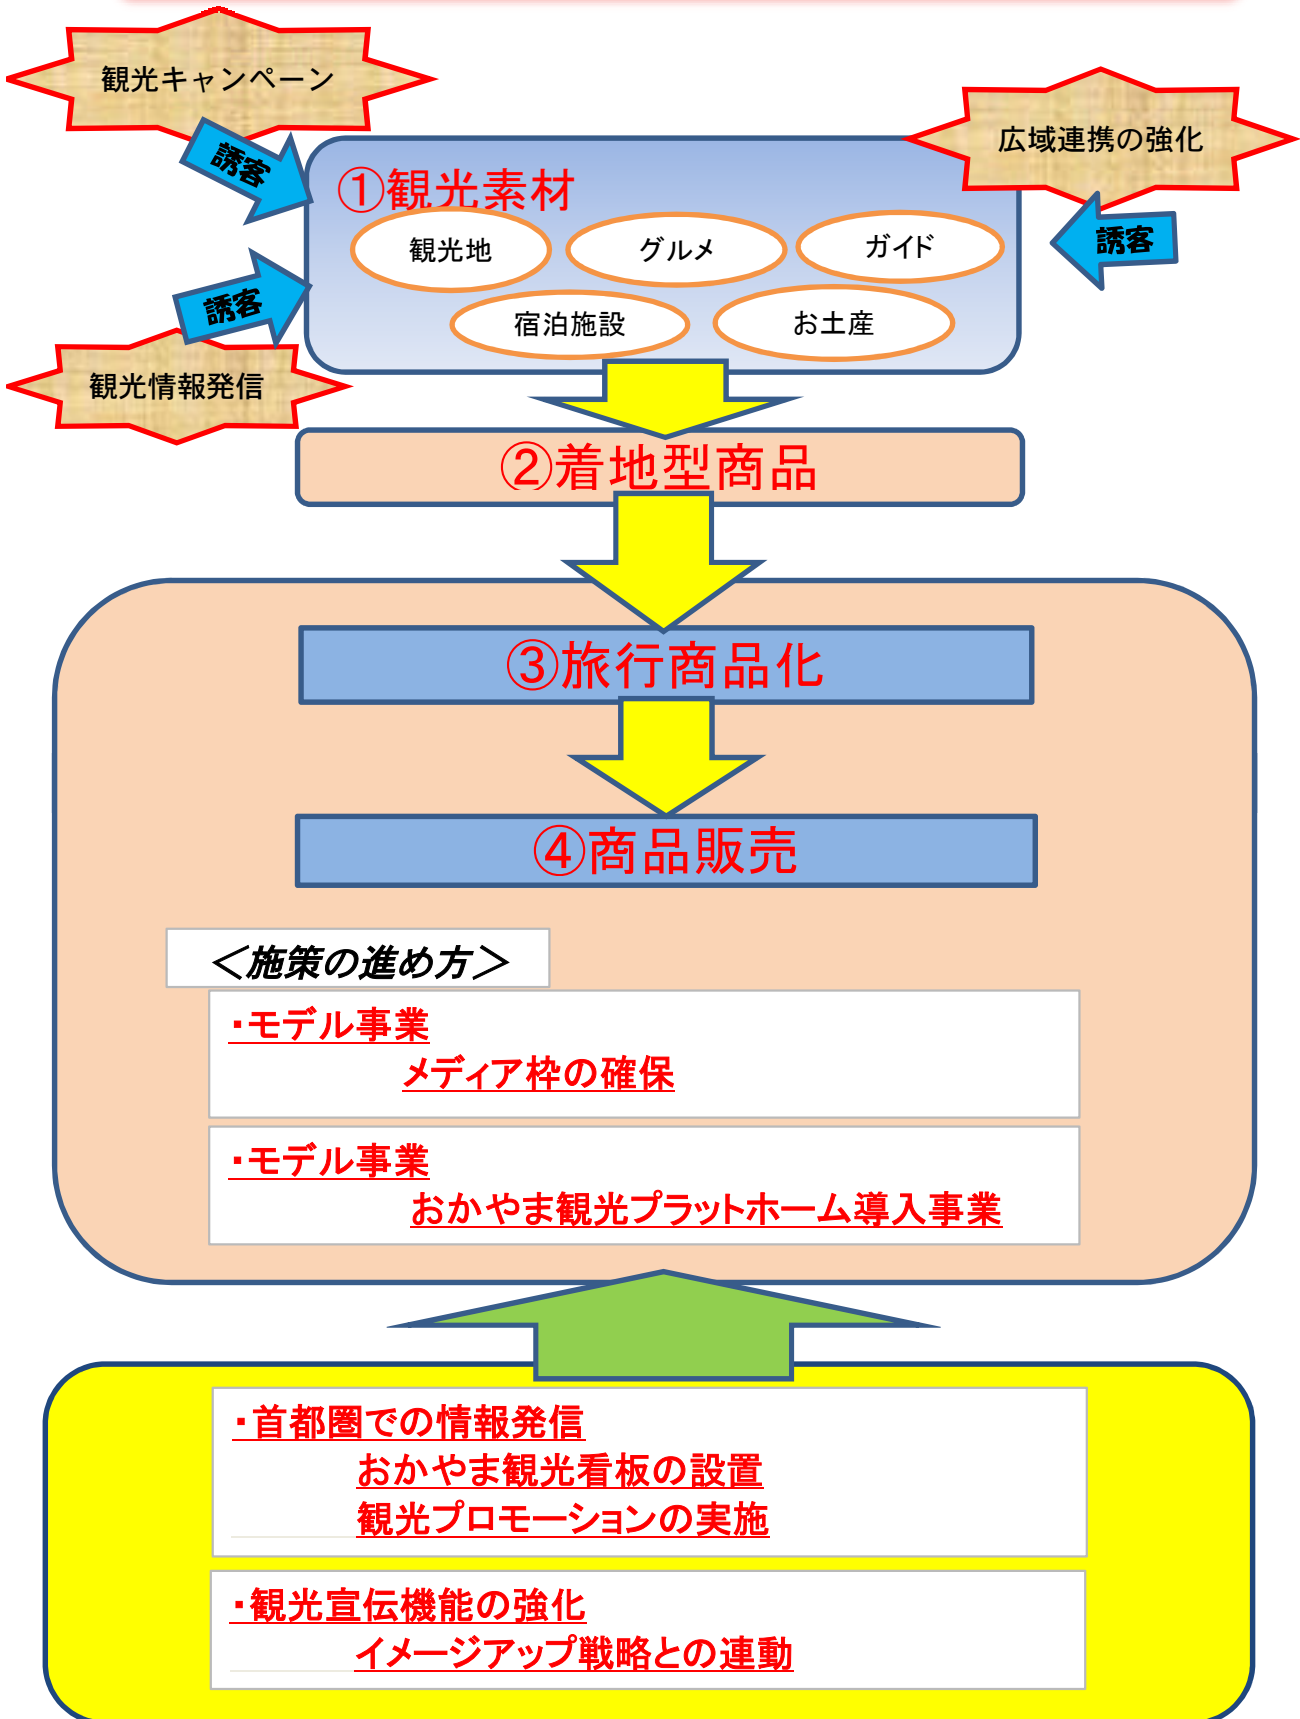 観光キャンペーン
広域連携の強化
誘客
①観光素材
誘客
観光地
グルメ
ガイド
誘客
宿泊施設
お土産
観光情報発信
②着地型商品
③旅行商品化
④商品販売
＜施策の進め方＞
・モデル事業
メディア枠の確保
・モデル事業
おかやま観光プラットホーム導入事業
・首都圏での情報発信
おかやま観光看板の設置
観光プロモーションの実施
・観光宣伝機能の強化
イメージアップ戦略との連動